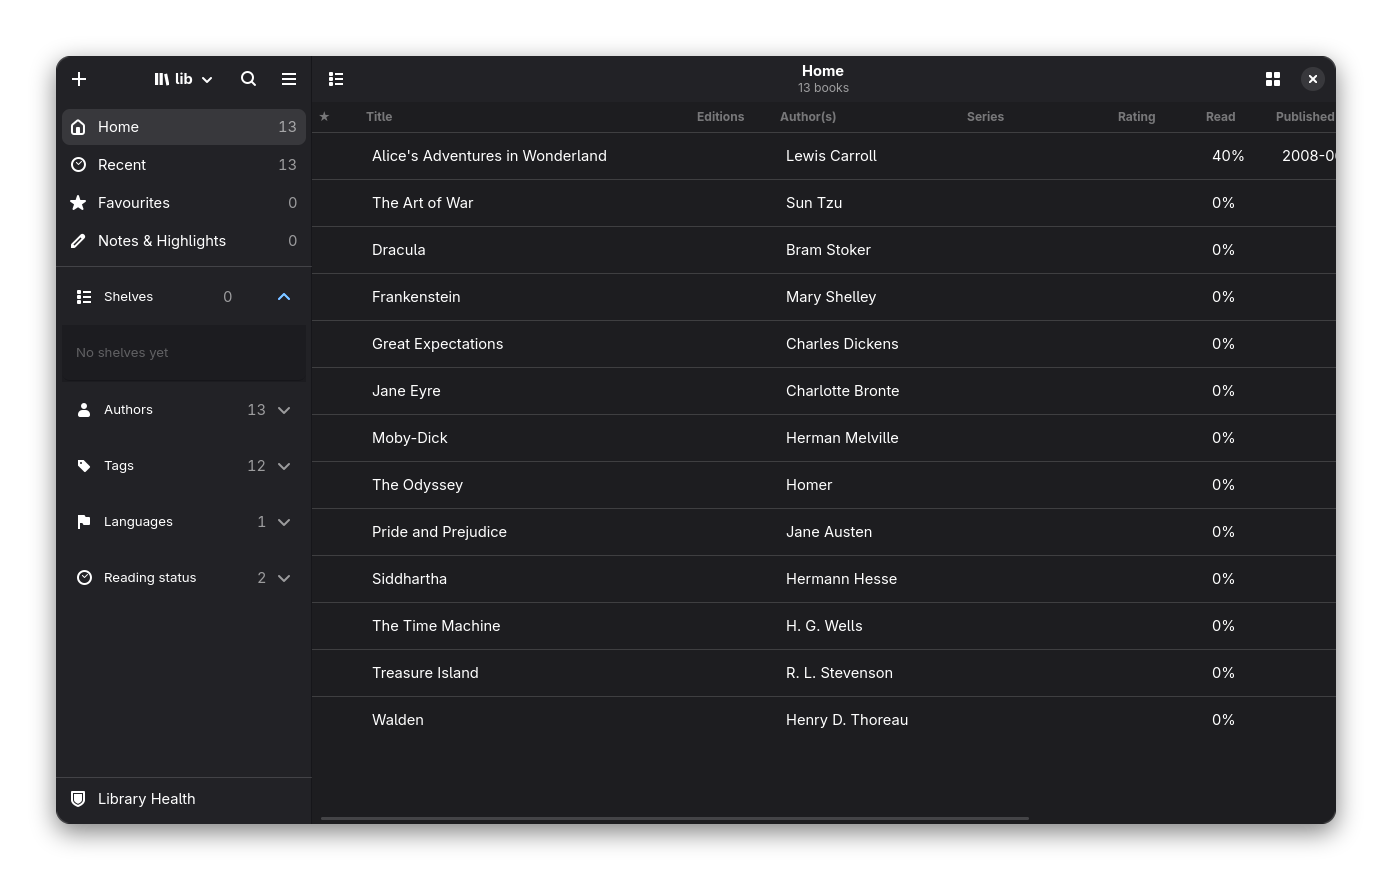 lib
Home
13 books
Home 13
Recent 13
Favourites 0
Notes & Highlights 0
Shelves 0
No shelves yet
Authors 13
Tags 12
Languages 1
Reading status 2
Library Health
★ Title Editions Author(s) Series Rating Read Published
Alice's Adventures in Wonderland Lewis Carroll 40% 2008-0
The Art of War Sun Tzu 0%
Dracula Bram Stoker 0%
Frankenstein Mary Shelley 0%
Great Expectations Charles Dickens 0%
Jane Eyre Charlotte Bronte 0%
Moby-Dick Herman Melville 0%
The Odyssey Homer 0%
Pride and Prejudice Jane Austen 0%
Siddhartha Hermann Hesse 0%
The Time Machine H. G. Wells 0%
Treasure Island R. L. Stevenson 0%
Walden Henry D. Thoreau 0%